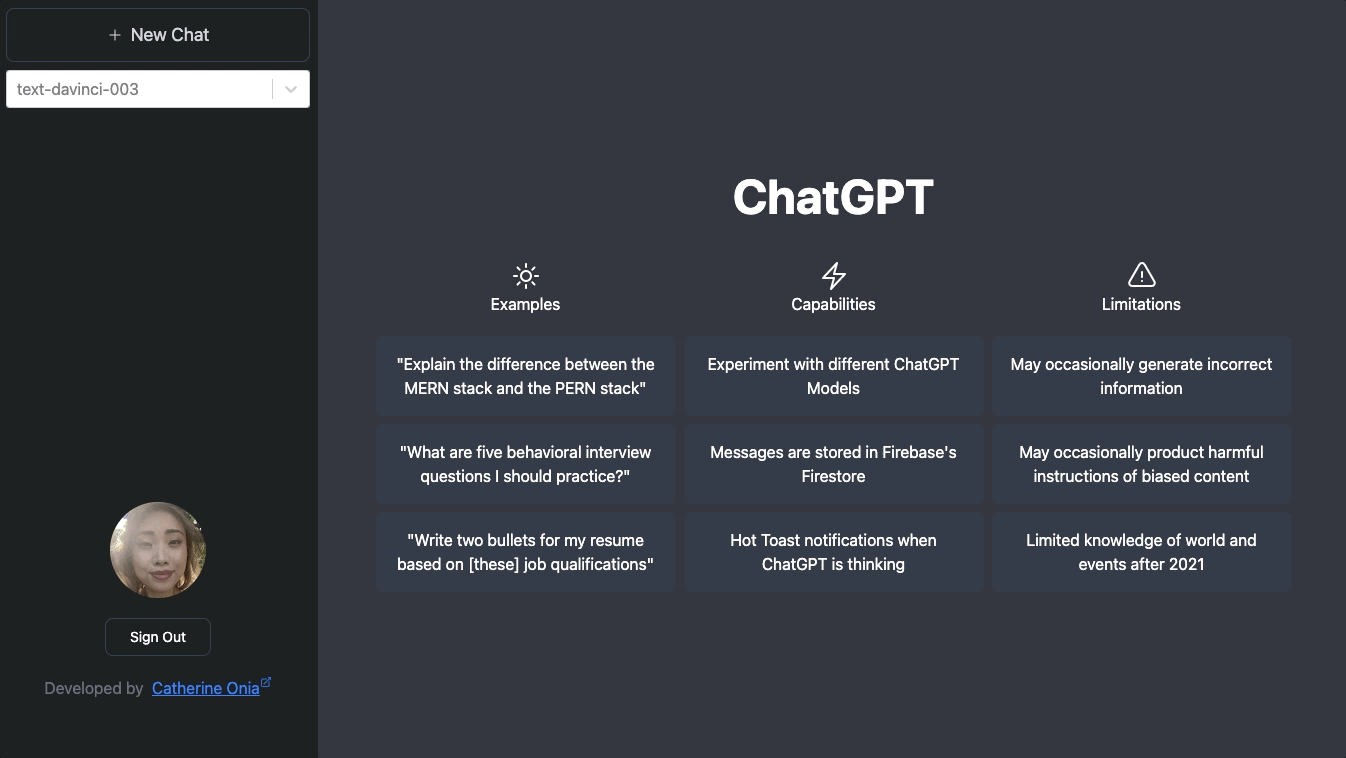 + New Chat
text-davinci-003
Sign Out
Developed by Catherine Onia
ChatGPT
Examples
"Explain the difference between the
MERN stack and the PERN stack"
"What are five behavioral interview
questions I should practice?"
"Write two bullets for my resume
based on [these] job qualifications"
Capabilities
Experiment with different ChatGPT
Models
Messages are stored in Firebase's
Firestore
Hot Toast notifications when
ChatGPT is thinking
Limitations
May occasionally generate incorrect
information
May occasionally product harmful
instructions of biased content
Limited knowledge of world and
events after 2021